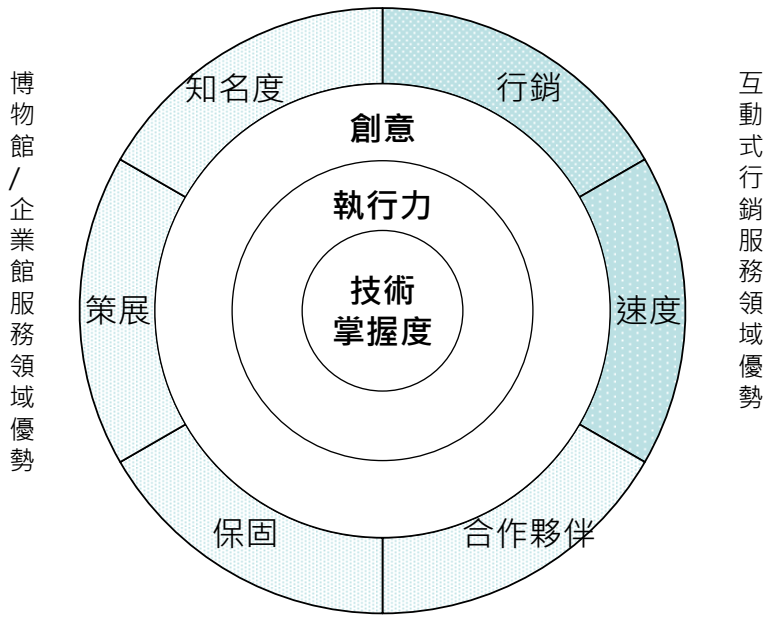 博物館/企業館服務領域優勢
知名度
行銷
創意
執行力
技術
掌握度
策展
速度
保固
合作夥伴
互動式行銷服務領域優勢